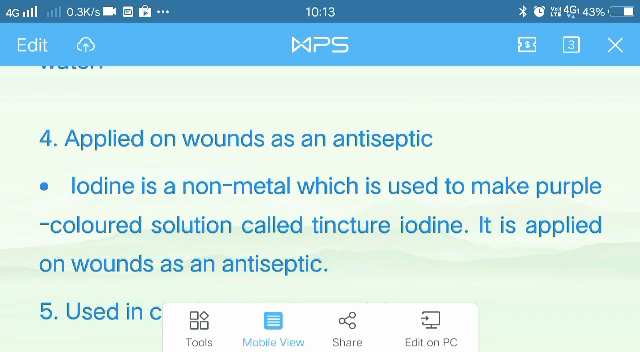 4G 0.3K/s ••• 10:13 4G 43%
Edit WPS $ 3
4. Applied on wounds as an antiseptic
• Iodine is a non-metal which is used to make purple
-coloured solution called tincture iodine. It is applied
on wounds as an antiseptic.
5. Used in
Tools Mobile View Share Edit on PC